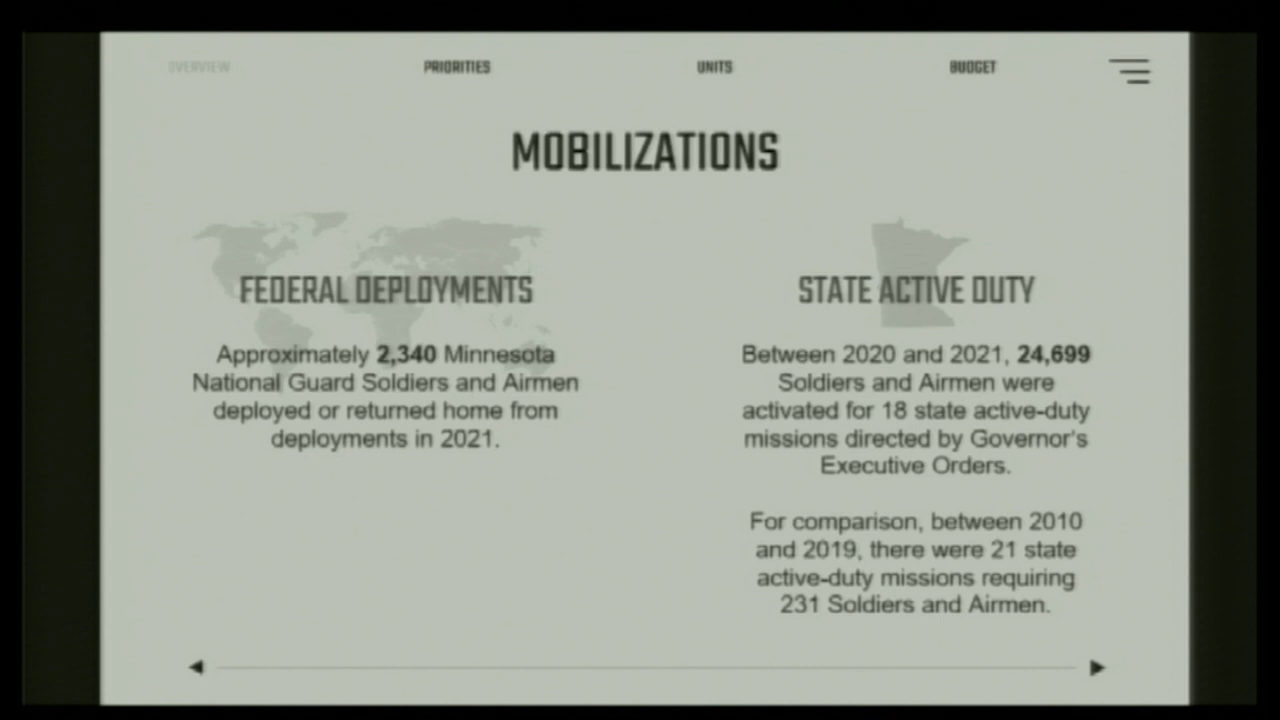 OVERVIEW
PRIORITIES
UNITS
BUDGET
MOBILIZATIONS
FEDERAL DEPLOYMENTS
Approximately 2,340 Minnesota
National Guard Soldiers and Airmen
deployed or returned home from
deployments in 2021.
STATE ACTIVE DUTY
Between 2020 and 2021, 24,699
Soldiers and Airmen were
activated for 18 state active-duty
missions directed by Governor's
Executive Orders.
For comparison, between 2010
and 2019, there were 21 state
active-duty missions requiring
231 Soldiers and Airmen.